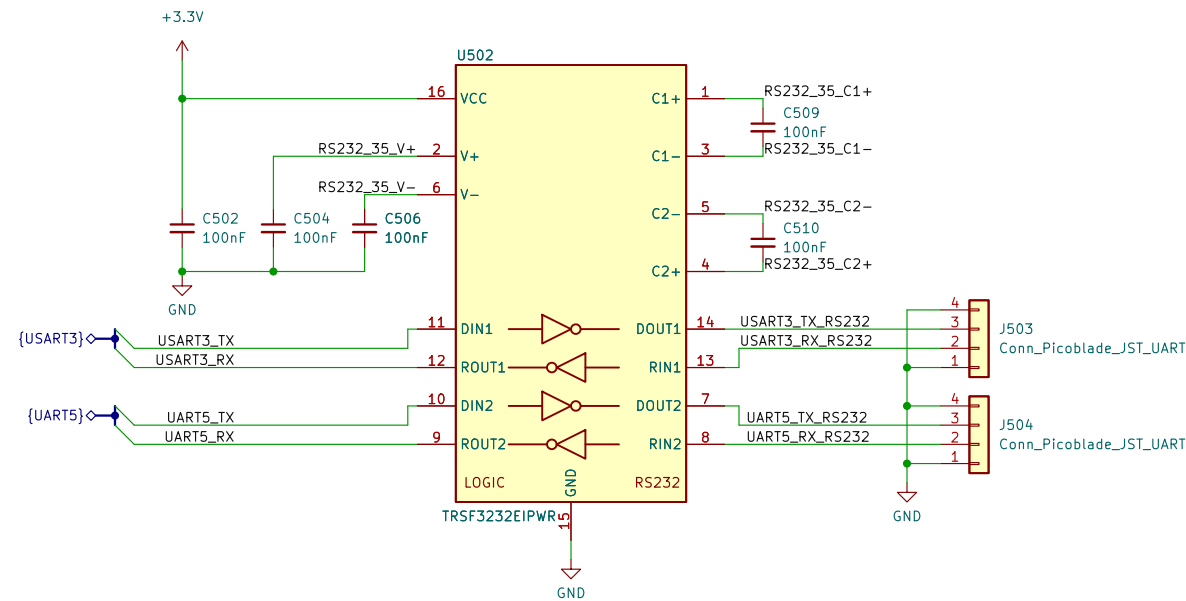 +3.3V
U502
16 VCC
C1+ 1
RS232_35_C1+
C509
100nF
RS232_35_V+
2 V+
C1- 3
RS232_35_C1-
RS232_35_V-
6 V-
C2- 5
RS232_35_C2-
C502
100nF
C504
100nF
C506
100nF
C510
100nF
C2+ 4
RS232_35_C2+
GND
{USART3}
USART3_TX
USART3_RX
11 DIN1
12 ROUT1
DOUT1 14
RIN1 13
USART3_TX_RS232
USART3_RX_RS232
4
3
2
1
J503
Conn_Picoblade_JST_UART
{UART5}
UART5_TX
UART5_RX
10 DIN2
9 ROUT2
DOUT2 7
RIN2 8
UART5_TX_RS232
UART5_RX_RS232
4
3
2
1
J504
Conn_Picoblade_JST_UART
LOGIC
GND
RS232
TRSF3232EIPWR
15
GND
GND